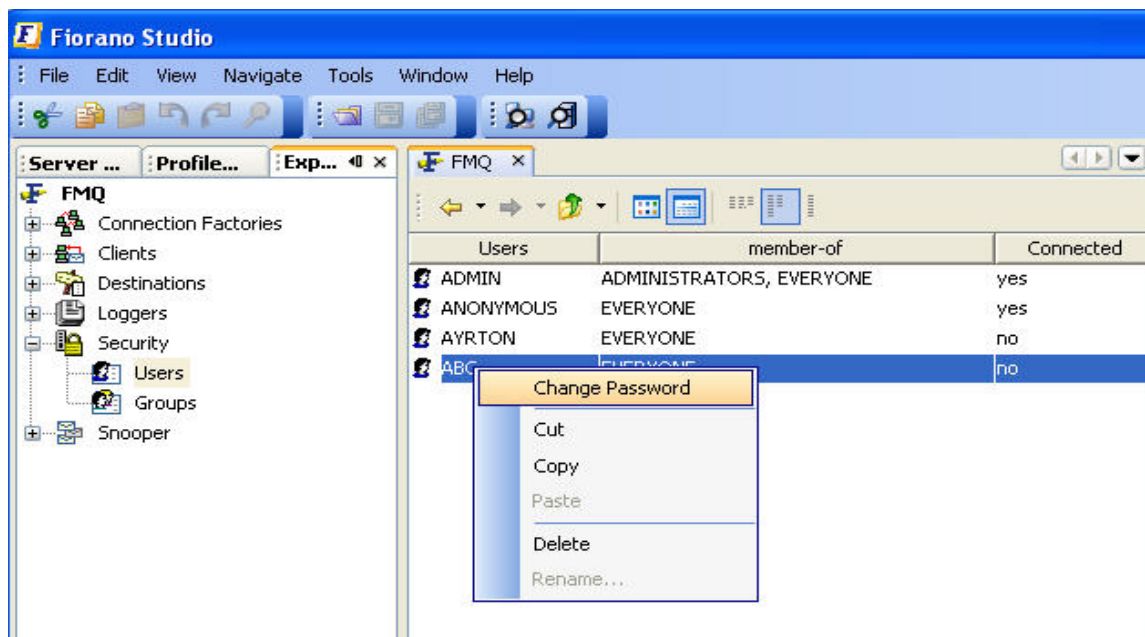 Fiorano Studio
File Edit View Navigate Tools Window Help
Server ... Profile... Exp...
FMQ
FMQ
Connection Factories
Clients
Destinations
Loggers
Security
Users
Groups
Snooper
Users member-of Connected
ADMIN ADMINISTRATORS, EVERYONE yes
ANONYMOUS EVERYONE yes
AYRTON EVERYONE no
ABC EVERYONE no
Change Password
Cut
Copy
Paste
Delete
Rename...